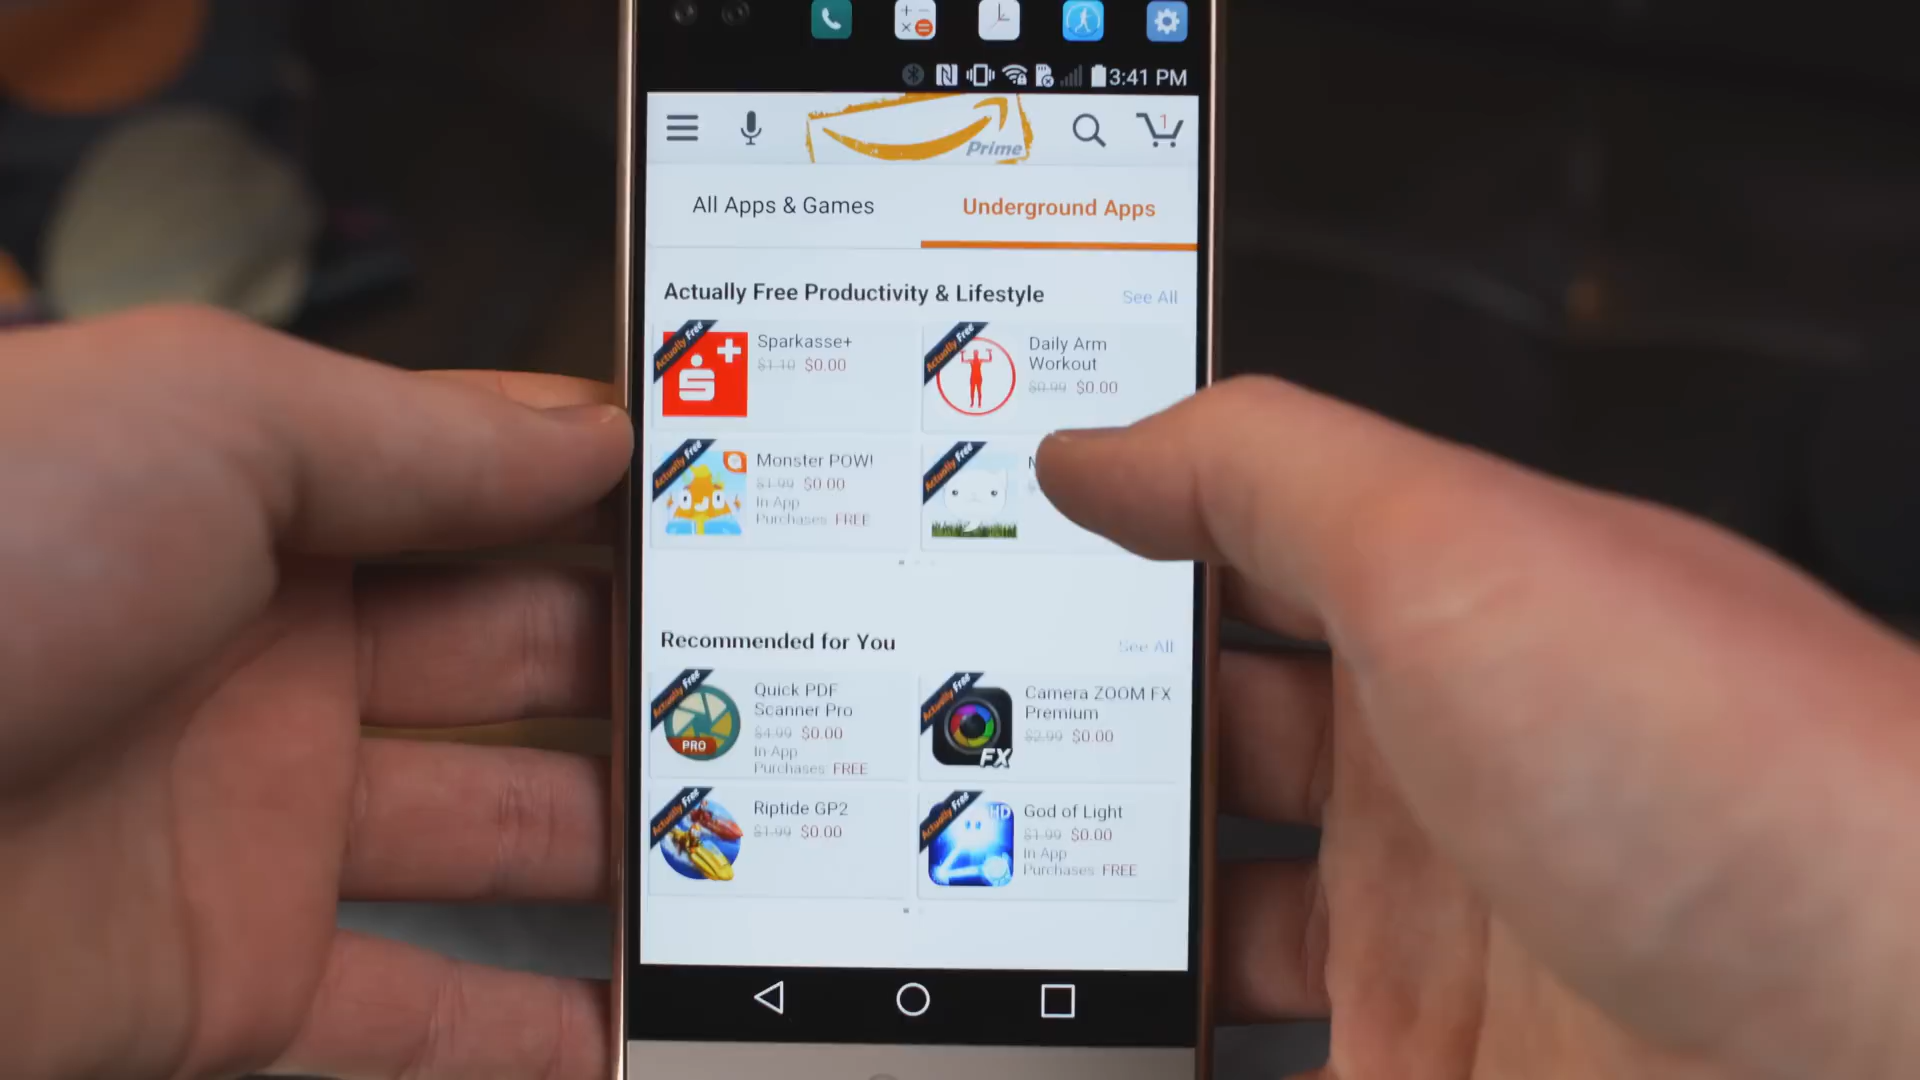 3:41 PM
Prime
1
All Apps & Games
Underground Apps
Actually Free Productivity & Lifestyle
See All
Actually Free
Sparkasse+
$1.10 $0.00
Actually Free
Daily Arm
Workout
$0.99 $0.00
Actually Free
Monster POW!
$1.99 $0.00
In App
Purchases: FREE
Actually Free
Recommended for You
See All
Actually Free
PRO
Quick PDF
Scanner Pro
$4.99 $0.00
In App
Purchases: FREE
Actually Free
FX
Camera ZOOM FX
Premium
$2.99 $0.00
Actually Free
Riptide GP2
$1.99 $0.00
Actually Free
HD
God of Light
$1.99 $0.00
In App
Purchases: FREE